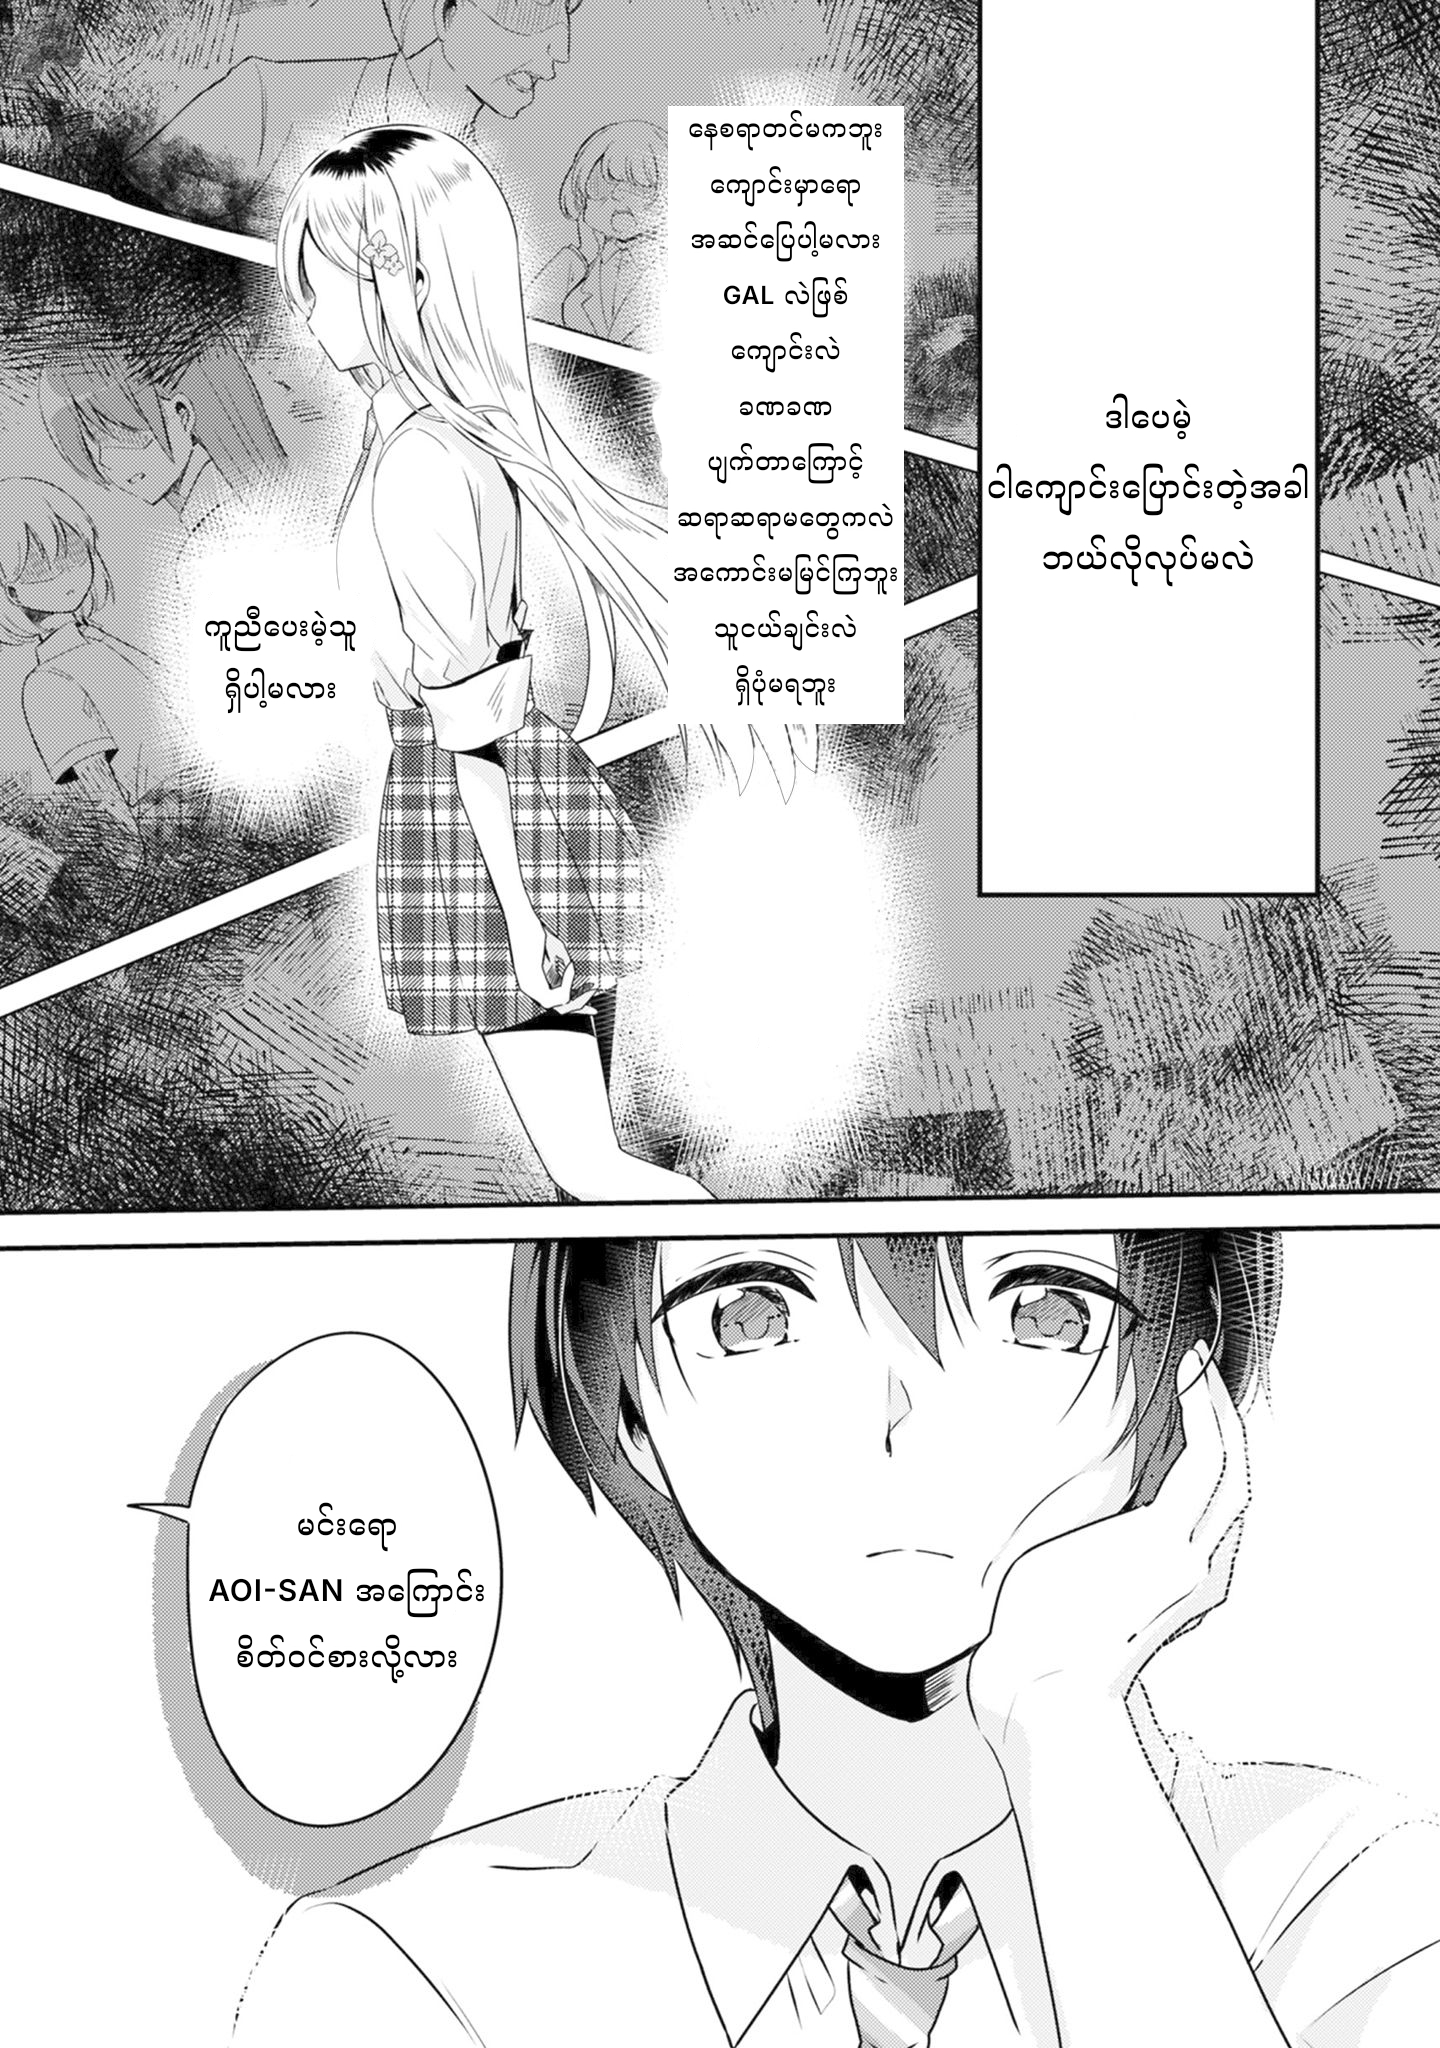 ဒါပေမဲ့
ငါကျောင်းပြောင်းတဲ့အခါ
ဘယ်လိုလုပ်မလဲ
နေစရာတင်မကဘူး
ကျောင်းမှာရော
အဆင်ပြေပါ့မလား
GAL လဲဖြစ်
ကျောင်းလဲ
ခဏခဏ
ပျက်တာကြောင့်
ဆရာဆရာမတွေကလဲ
အကောင်းမမြင်ကြဘူး
သူငယ်ချင်းလဲ
ရှိပုံမရဘူး
ကူညီပေးမဲ့သူ
ရှိပါ့မလား
မင်းရော
AOI-SAN အကြောင်း
စိတ်ဝင်စားလို့လား